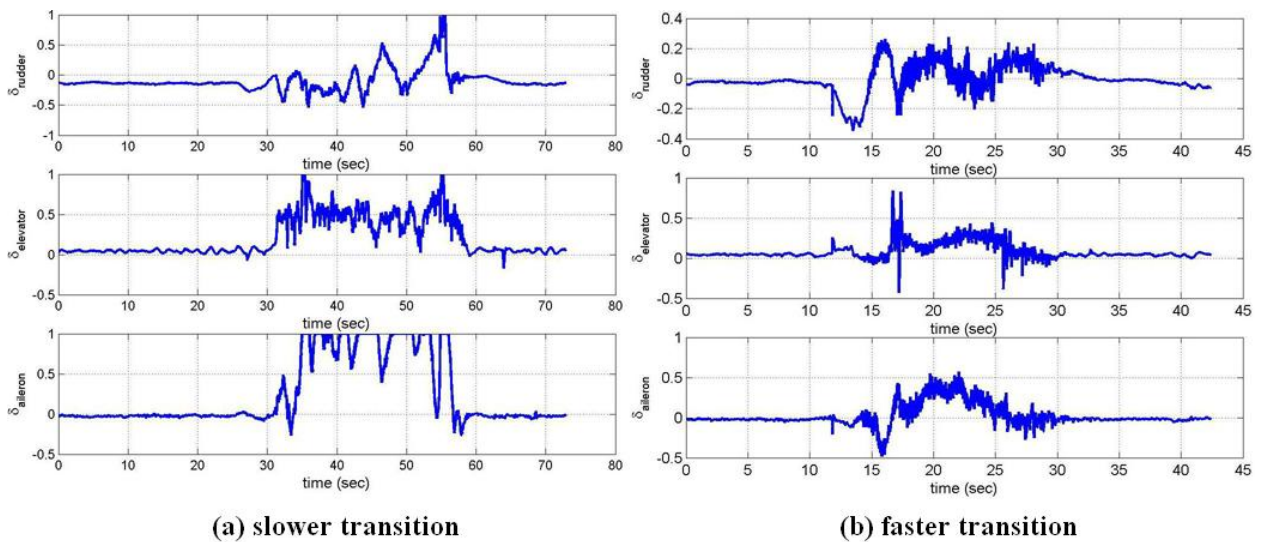 1
0.5
0
-0.5
-1
δrudder
0 10 20 30 40 50 60 70 80
time (sec)
1
0.5
0
-0.5
δelevator
0 10 20 30 40 50 60 70 80
time (sec)
1
0.5
0
-0.5
δaileron
0 10 20 30 40 50 60 70 80
time (sec)
(a) slower transition
0.4
0.2
0
-0.2
-0.4
δrudder
0 5 10 15 20 25 30 35 40 45
time (sec)
1
0.5
0
-0.5
δelevator
0 5 10 15 20 25 30 35 40 45
time (sec)
1
0.5
0
-0.5
δaileron
0 5 10 15 20 25 30 35 40 45
time (sec)
(b) faster transition